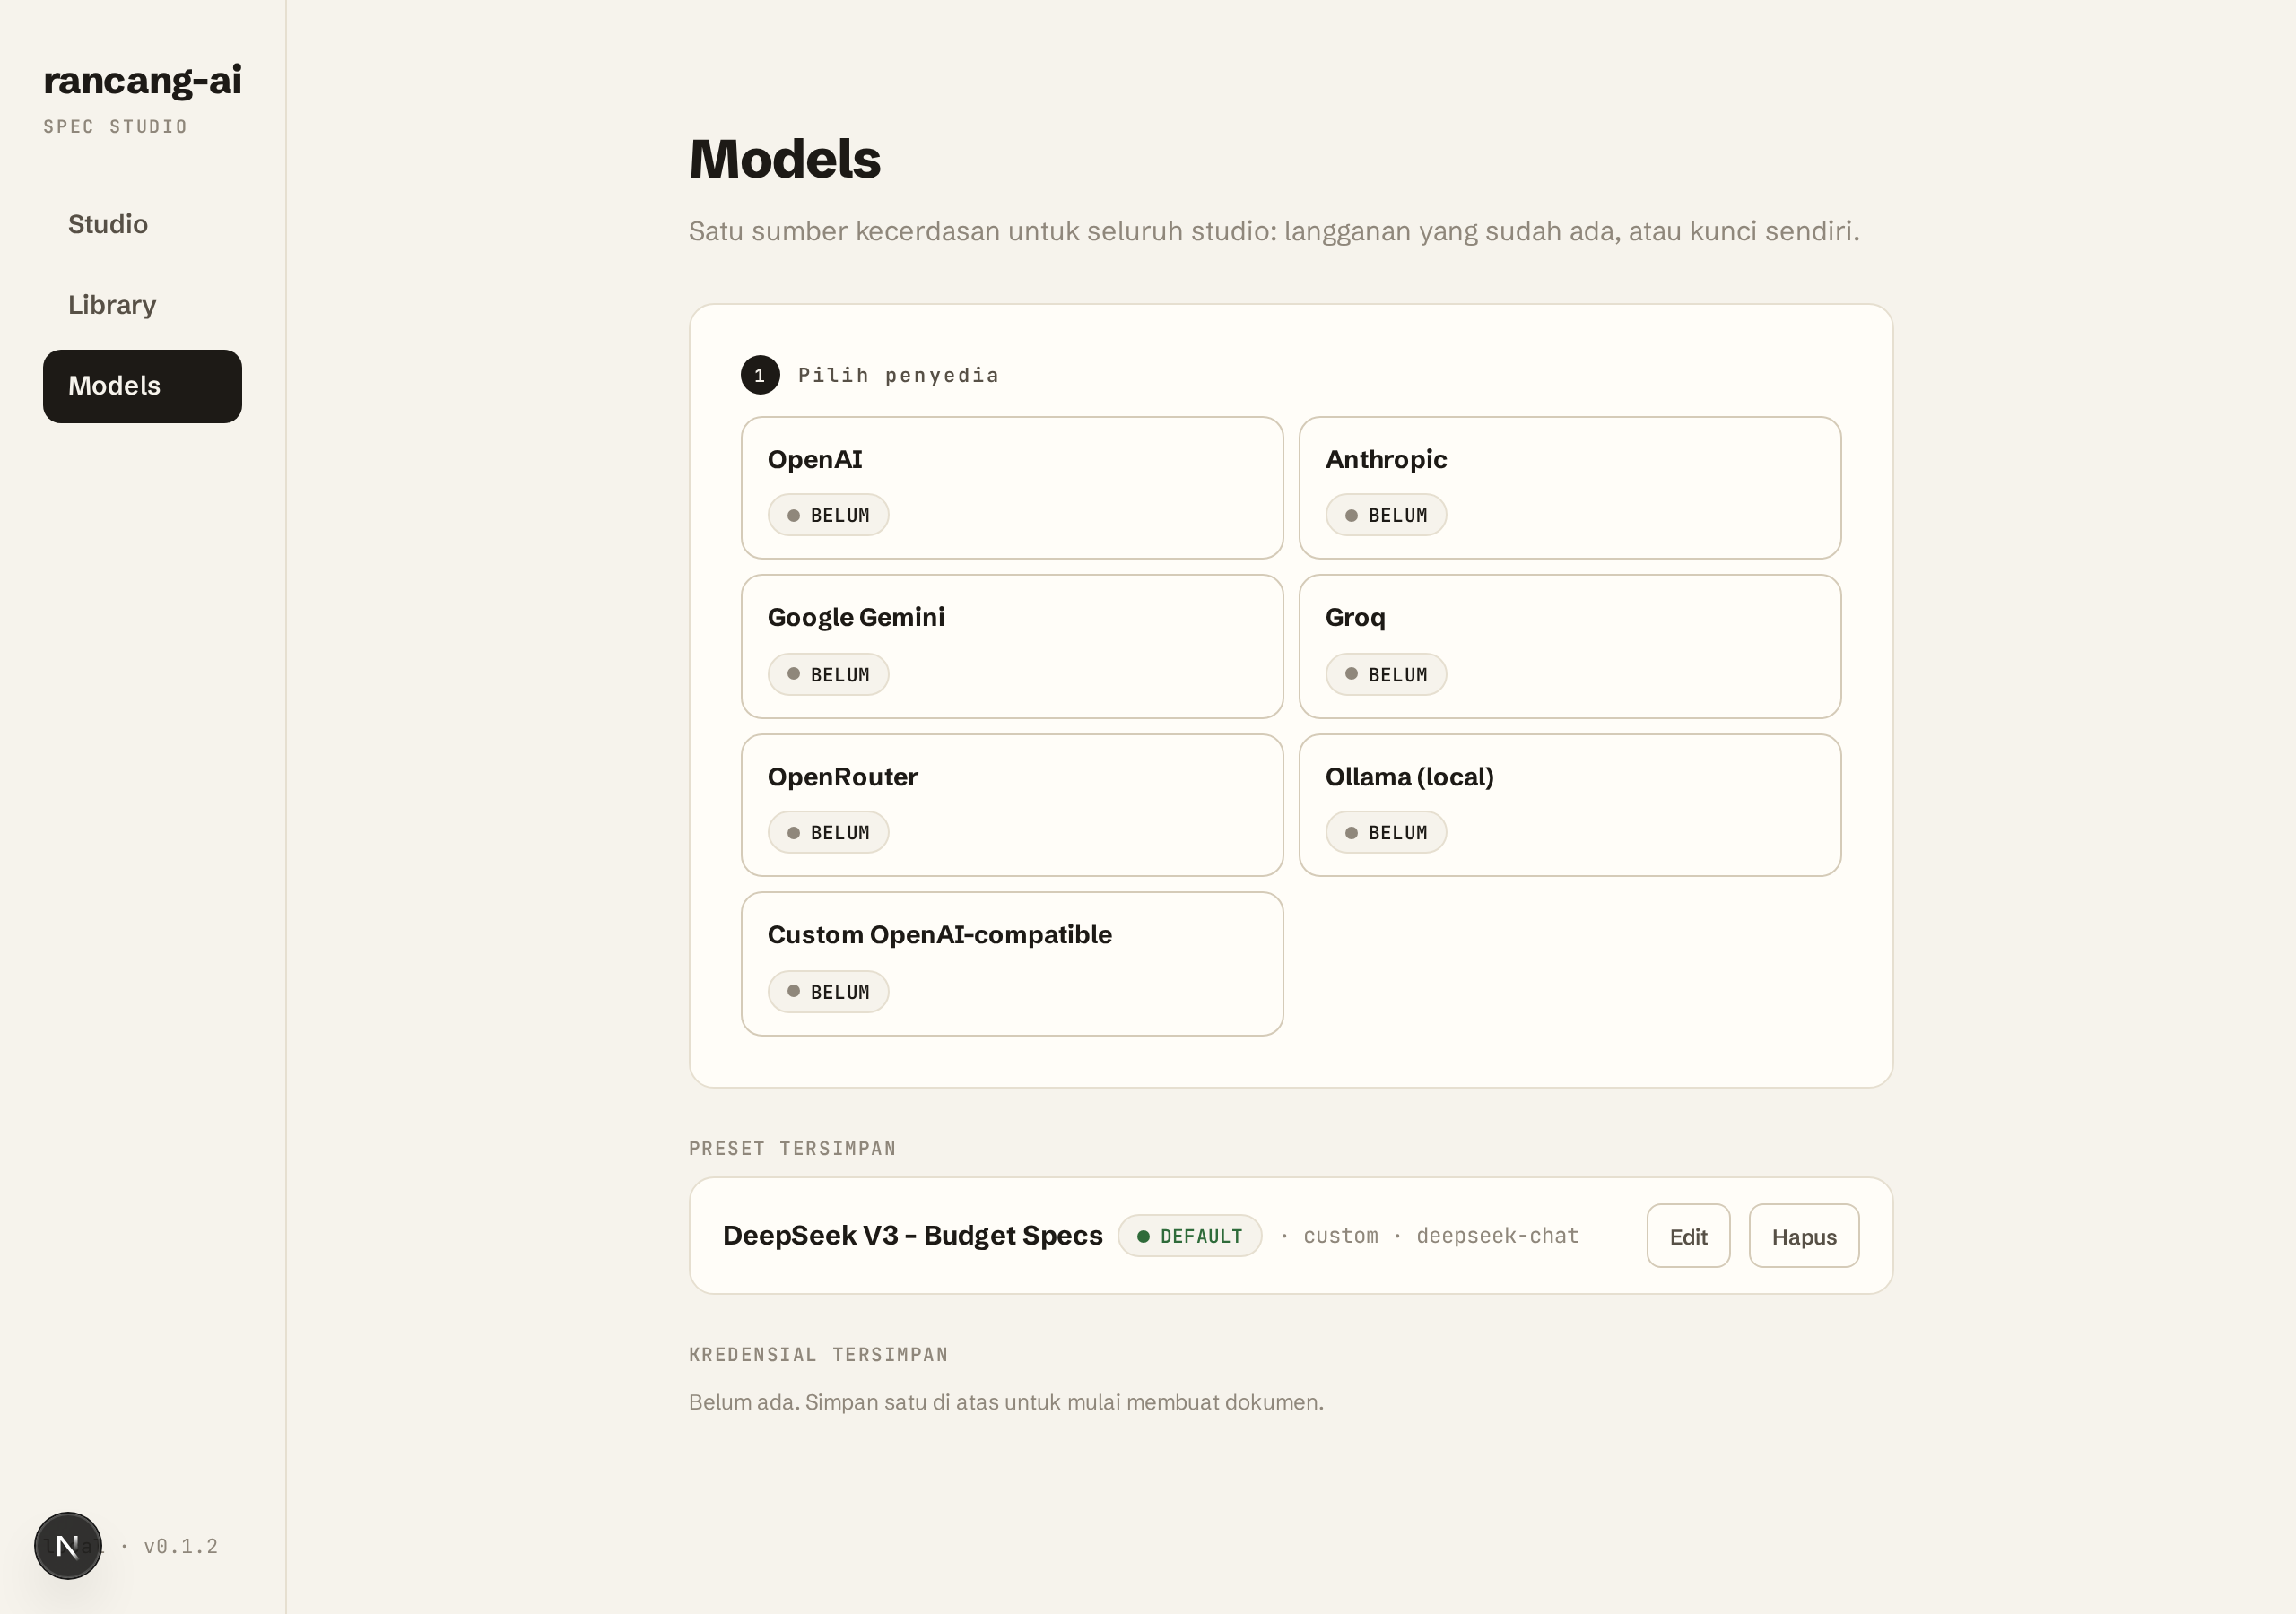 rancang-ai
SPEC STUDIO
Studio
Library
Models
Models
Satu sumber kecerdasan untuk seluruh studio: langganan yang sudah ada, atau kunci sendiri.
1 Pilih penyedia
OpenAI
BELUM
Anthropic
BELUM
Google Gemini
BELUM
Groq
BELUM
OpenRouter
BELUM
Ollama (local)
BELUM
Custom OpenAI-compatible
BELUM
PRESET TERSIMPAN
DeepSeek V3 - Budget Specs DEFAULT · custom · deepseek-chat Edit Hapus
KREDENSIAL TERSIMPAN
Belum ada. Simpan satu di atas untuk mulai membuat dokumen.
N · v0.1.2